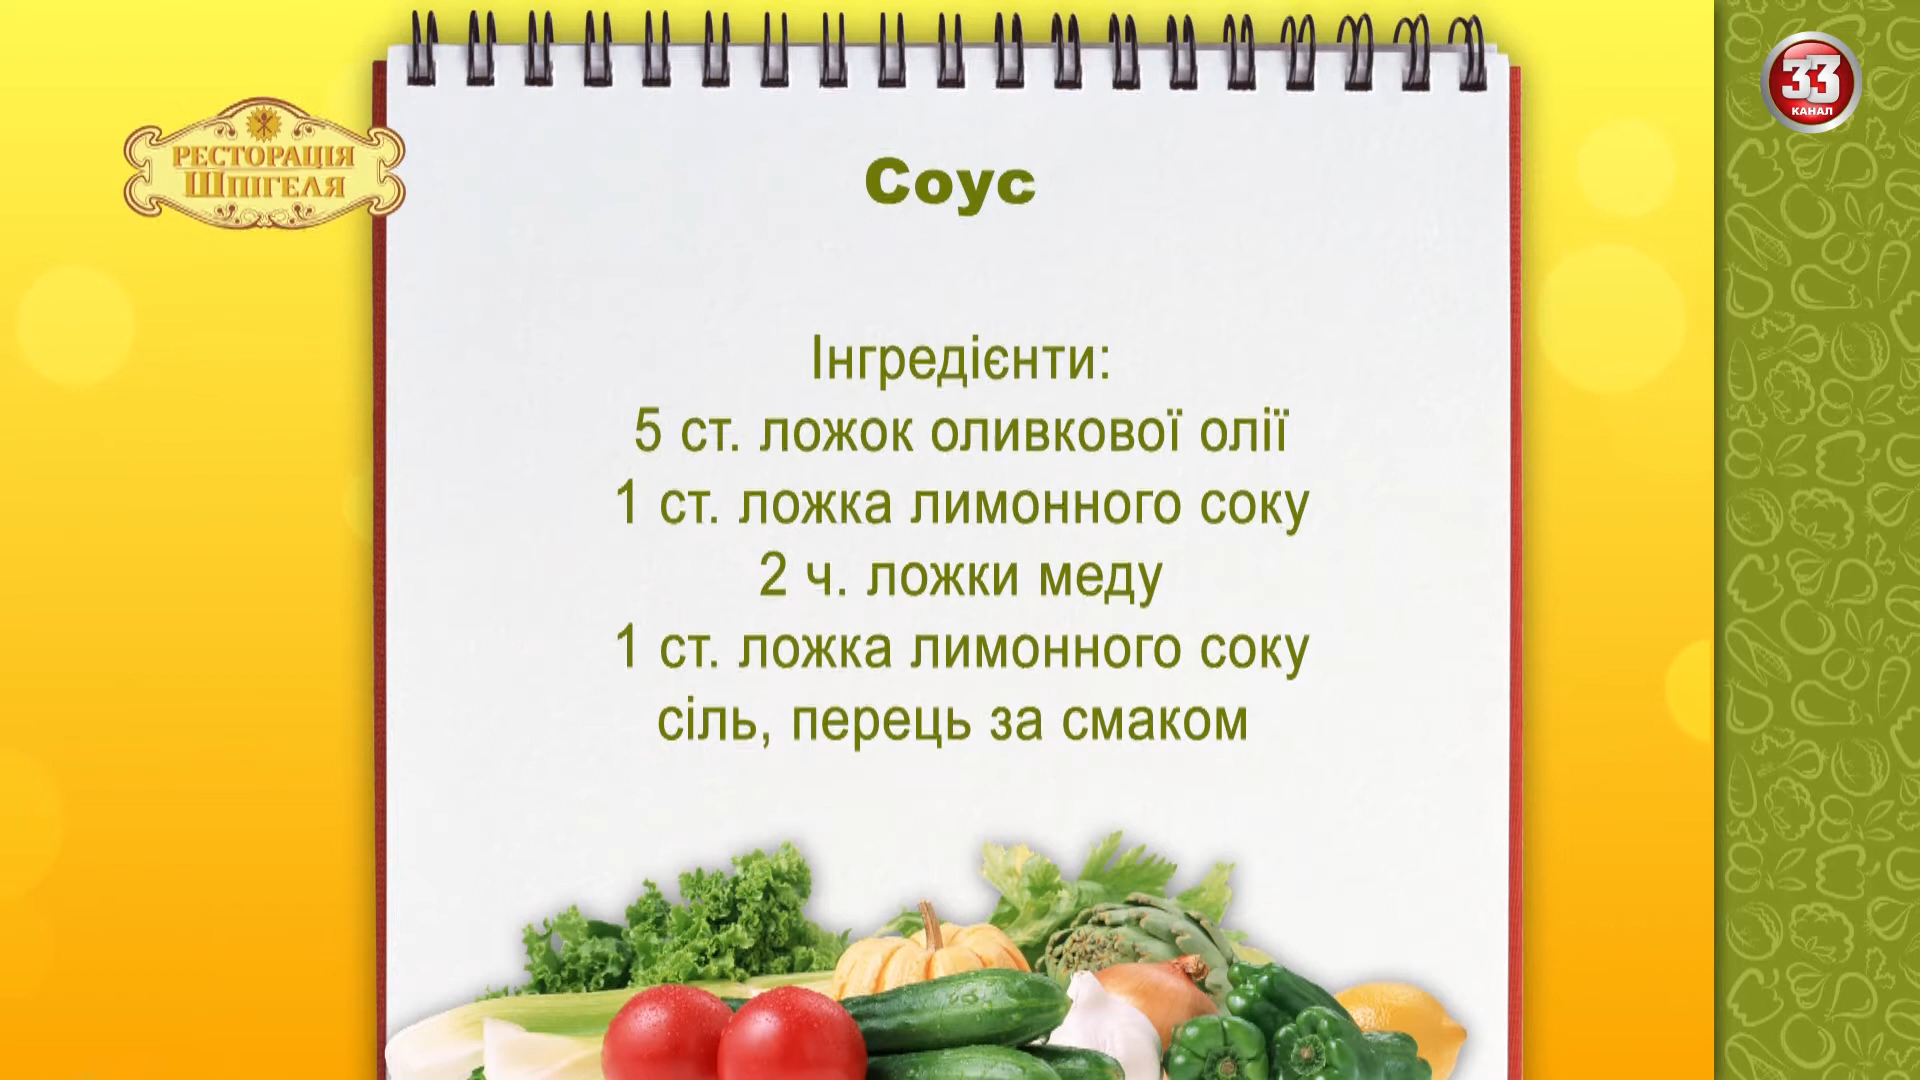 РЕСТОРАЦІЯ
ШПІГЕЛЯ
33
КАНАЛ
Соус
Інгредієнти:
5 ст. ложок оливкової олії
1 ст. ложка лимонного соку
2 ч. ложки меду
1 ст. ложка лимонного соку
сіль, перець за смаком